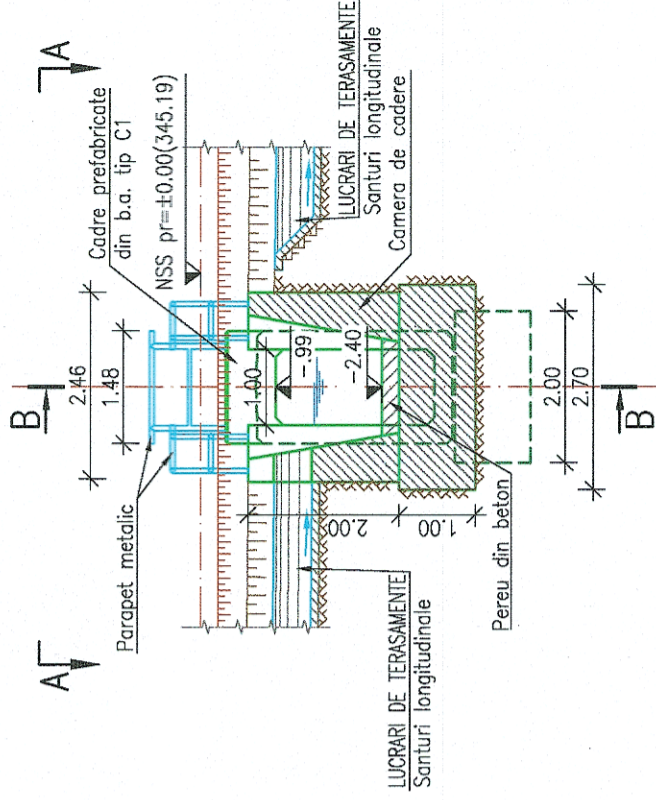 A
A
B
B
2.46
1.48
Parapet metalic
Cadre prefabricate
din b.a. tip C1
NSS pr=±0.00(345.19)
1.00
-.99
-2.40
2.00
1.00
LUCRARI DE TERASAMENTE
Santuri longitudinale
Camera de cadere
LUCRARI DE TERASAMENTE
Santuri longitudinale
Pereu din beton
2.00
2.70